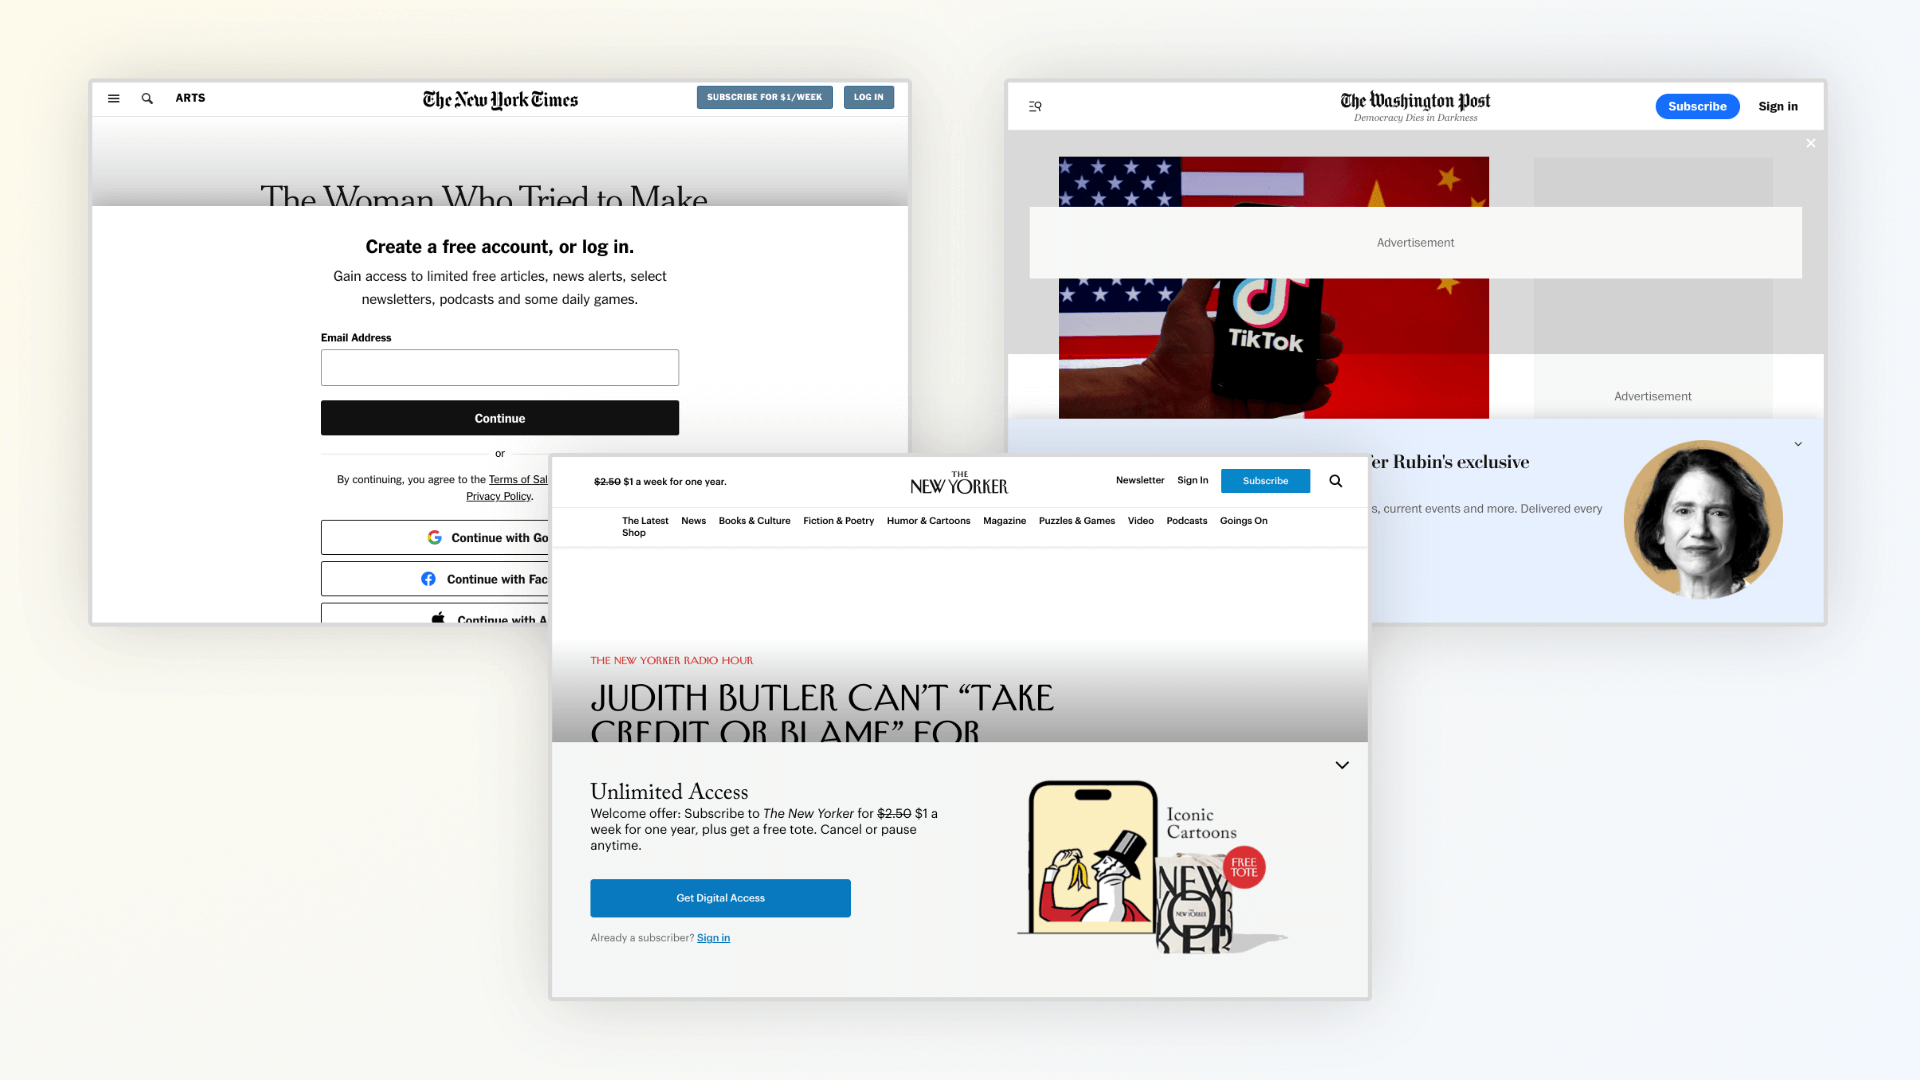 ARTS
The New York Times
SUBSCRIBE FOR $1/WEEK
LOG IN
The Woman Who Tried to Make
Create a free account, or log in.
Gain access to limited free articles, news alerts, select
newsletters, podcasts and some daily games.
Email Address
Continue
or
By continuing, you agree to the Terms of Sal
Privacy Policy.
Continue with Go
Continue with Fac
Continue with A
The Washington Post
Democracy Dies in Darkness
Subscribe
Sign in
Advertisement
TikTok
Advertisement
er Rubin's exclusive
s, current events and more. Delivered every
$2.50 $1 a week for one year.
THE
NEW YORKER
Newsletter
Sign In
Subscribe
The Latest News Books & Culture Fiction & Poetry Humor & Cartoons Magazine Puzzles & Games Video Podcasts Goings On
Shop
THE NEW YORKER RADIO HOUR
JUDITH BUTLER CAN'T “TAKE
CREDIT OR BLAME” FOR
Unlimited Access
Welcome offer: Subscribe to The New Yorker for $2.50 $1 a
week for one year, plus get a free tote. Cancel or pause
anytime.
Get Digital Access
Already a subscriber? Sign in
Iconic
Cartoons
FREE
TOTE
NEW
YORKER
THE
NEW YORKER